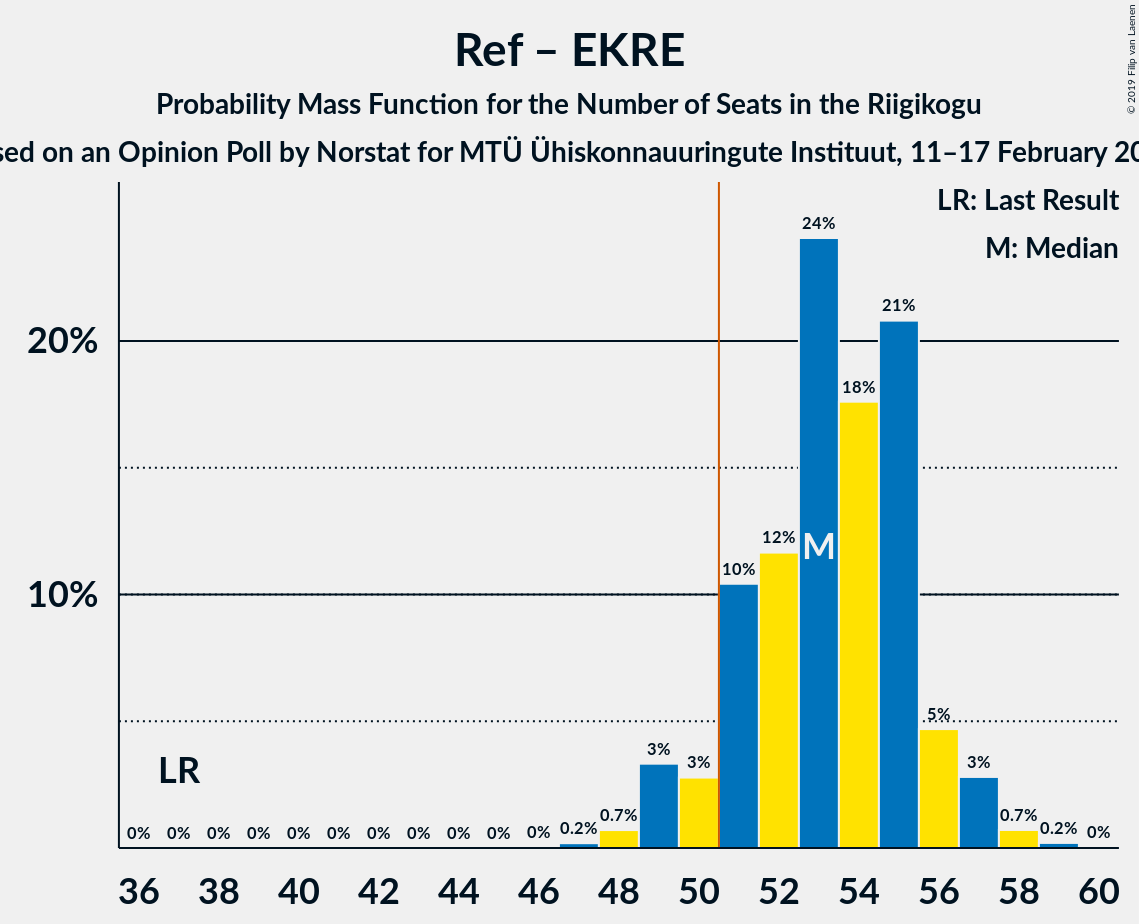 Ref – EKRE
Probability Mass Function for the Number of Seats in the Riigikogu
on an Opinion Poll by Norstat for MTÜ Ühiskonnauuringute Instituut, 11–17 February
© 2019 Filip van Laenen
LR: Last Result
M: Median
24%
21%
20%
18%
12%
M
10%
10%
5%
3%
3%
3%
LR
0% 0% 0% 0% 0% 0% 0% 0% 0% 0% 0% 0.2% 0.7% 0.7% 0.2% 0%
36 38 40 42 44 46 48 50 52 54 56 58 60